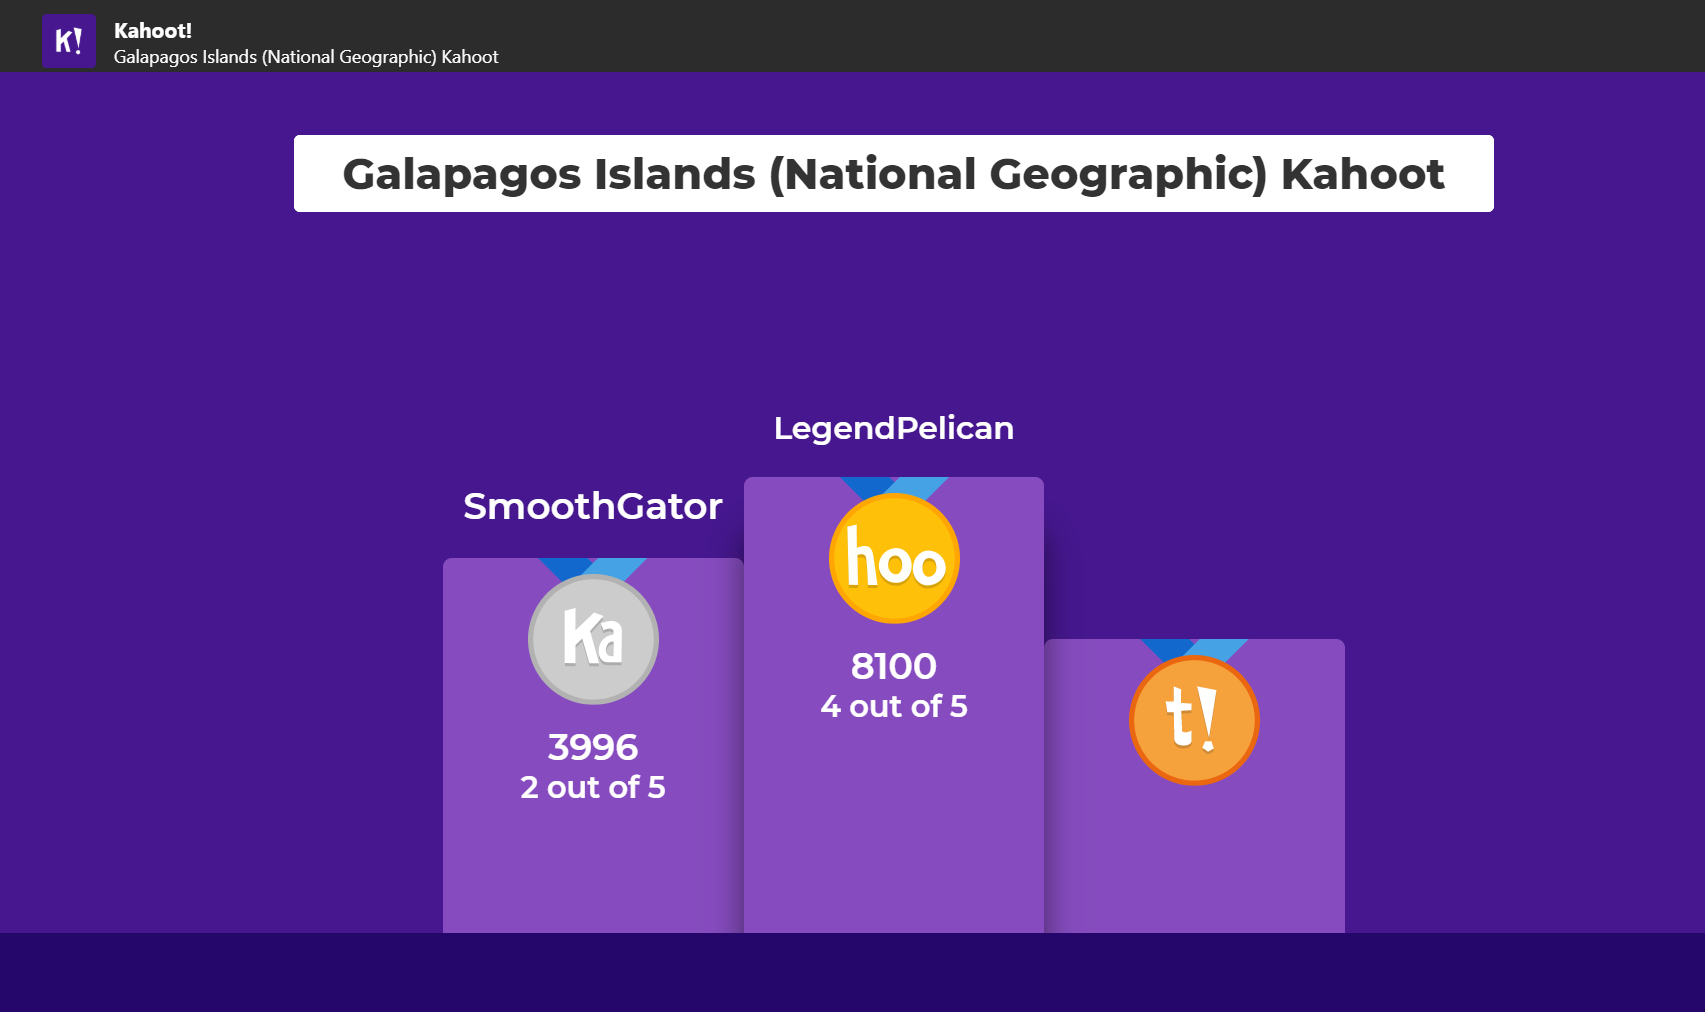 K!
Kahoot!
Galapagos Islands (National Geographic) Kahoot
Galapagos Islands (National Geographic) Kahoot
LegendPelican
SmoothGator
hoo
Ka
8100
4 out of 5
t!
3996
2 out of 5